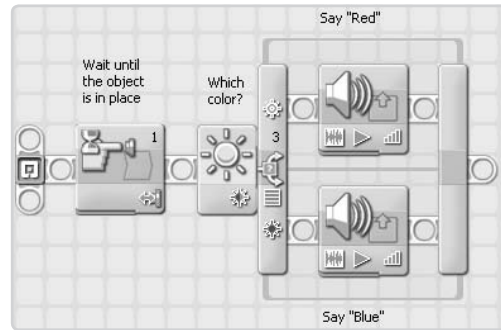 Say "Red"
Wait until
the object
is in place
Which
color?
1
3
Say "Blue"